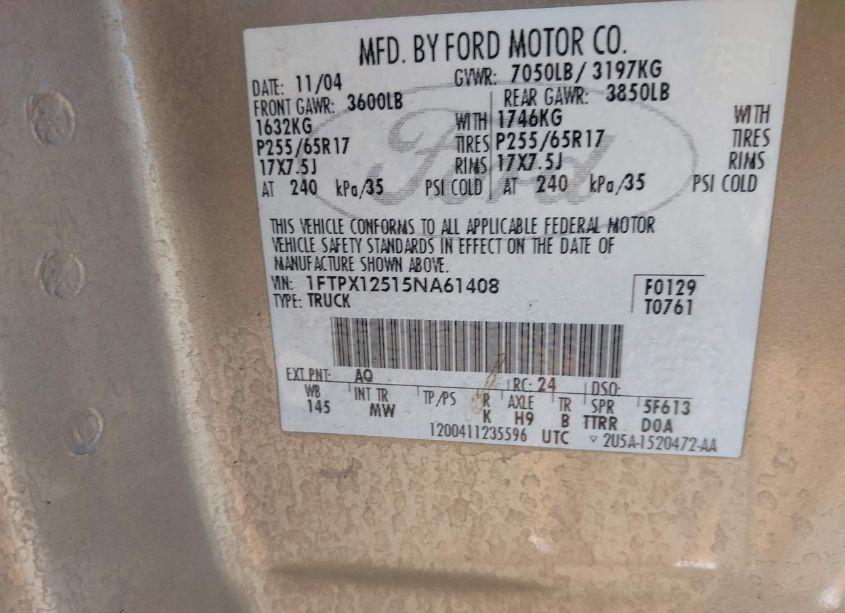 MFD. BY FORD MOTOR CO.
DATE: 11/04 GVWR: 7050LB/ 3197KG
FRONT GAWR: 3600LB REAR GAWR: 3850LB
1632KG WITH 1746KG WITH
P255/65R17 TIRES P255/65R17 TIRES
17X7.5J RIMS 17X7.5J RIMS
AT 240 kPa/35 PSI COLD AT 240 kPa/35 PSI COLD
THIS VEHICLE CONFORMS TO ALL APPLICABLE FEDERAL MOTOR
VEHICLE SAFETY STANDARDS IN EFFECT ON THE DATE OF
MANUFACTURE SHOWN ABOVE.
VIN: 1FTPX12515NA61408 F0129
TYPE: TRUCK T0761
EXT PNT: AQ RC: 24 DSO:
WB INT TR TP/PS R AXLE TR SPR 5F613
145 MW K H9 B TTRR DOA
1200411235596 UTC ▿ 2U5A-1520472-AA
Ford